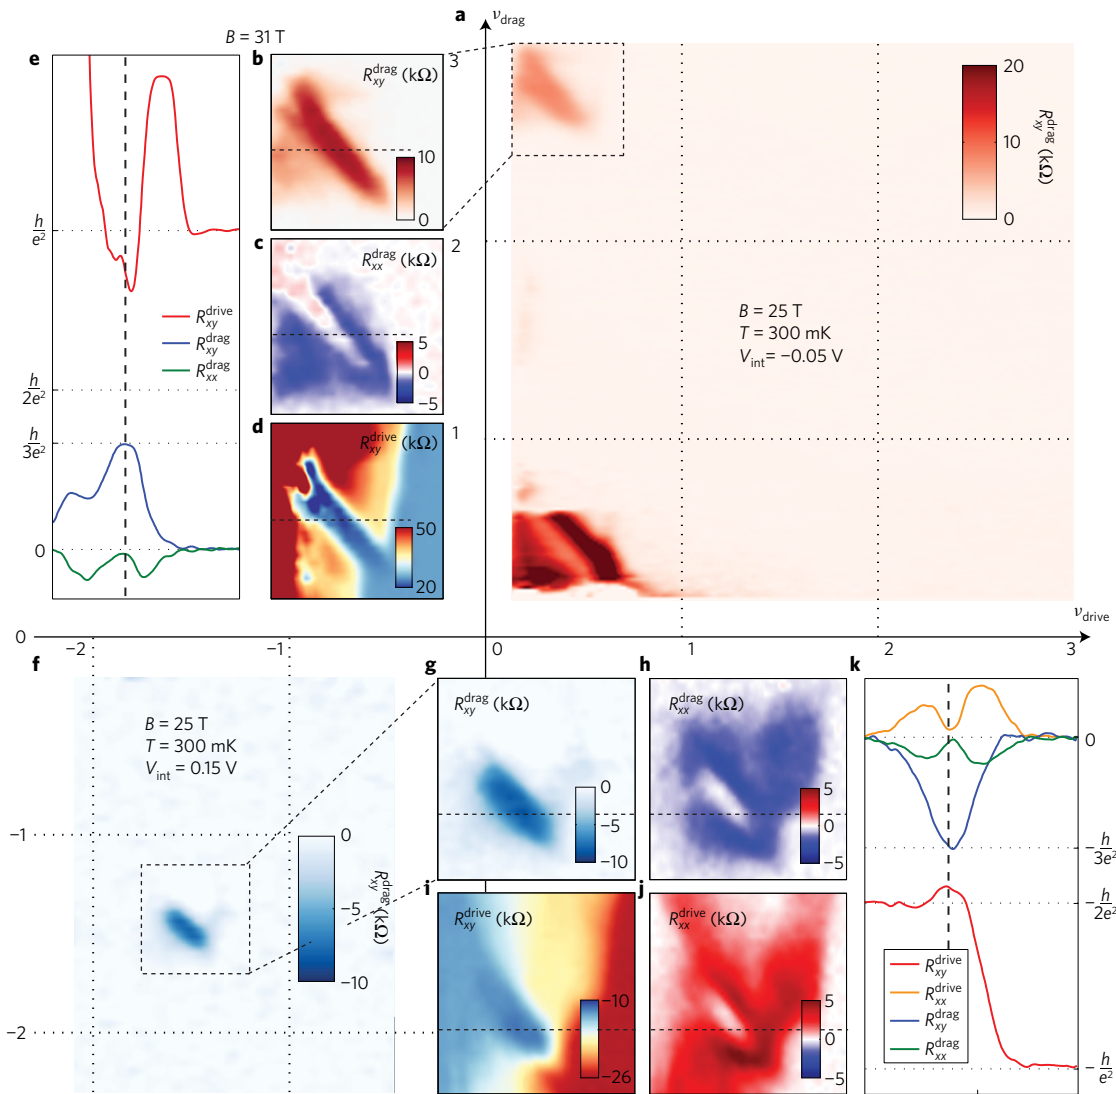 a
ν_drag
B = 31 T
e
h/e²
R_xy^drive
R_xy^drag
R_xx^drag
h/2e²
h/3e²
0
b
R_xy^drag (kΩ)
10
0
3
c
R_xx^drag (kΩ)
5
0
−5
2
d
R_xy^drive (kΩ)
50
20
1
20
10
0
R_xy^drag (kΩ)
B = 25 T
T = 300 mK
V_int = −0.05 V
ν_drive
0
−2
−1
0
1
2
3
f
B = 25 T
T = 300 mK
V_int = 0.15 V
−1
−2
0
−5
−10
R_xy^drag (kΩ)
g
R_xy^drag (kΩ)
0
−5
−10
h
R_xx^drag (kΩ)
5
0
−5
i
R_xy^drive (kΩ)
−10
−26
j
R_xx^drive (kΩ)
5
0
−5
k
0
−h/3e²
−h/2e²
R_xy^drive
R_xx^drive
R_xy^drag
R_xx^drag
−h/e²